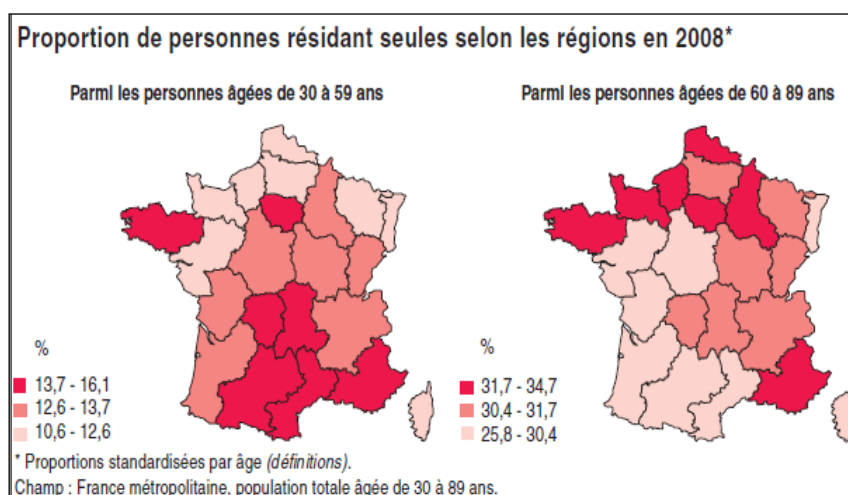 Proportion de personnes résidant seules selon les régions en 2008*
Parmi les personnes âgées de 30 à 59 ans
Parmi les personnes âgées de 60 à 89 ans
%
13,7 - 16,1
12,6 - 13,7
10,6 - 12,6
%
31,7 - 34,7
30,4 - 31,7
25,8 - 30,4
* Proportions standardisées par âge (définitions).
Champ : France métropolitaine, population totale âgée de 30 à 89 ans.